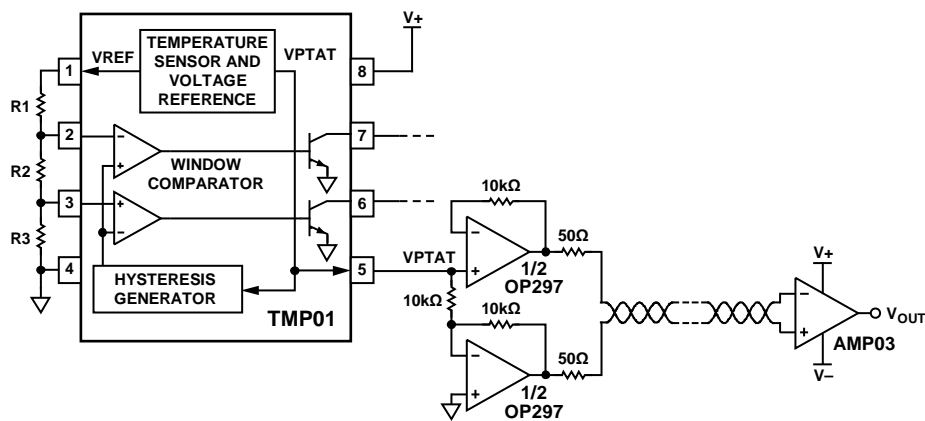 V+
1
VREF
TEMPERATURE
SENSOR AND
VOLTAGE
REFERENCE
VPTAT
8
R1
2
7
R2
WINDOW
COMPARATOR
3
6
R3
4
HYSTERESIS
GENERATOR
5
TMP01
VPTAT
10kΩ
50Ω
1/2
OP297
10kΩ
10kΩ
50Ω
1/2
OP297
V+
VOUT
AMP03
V–